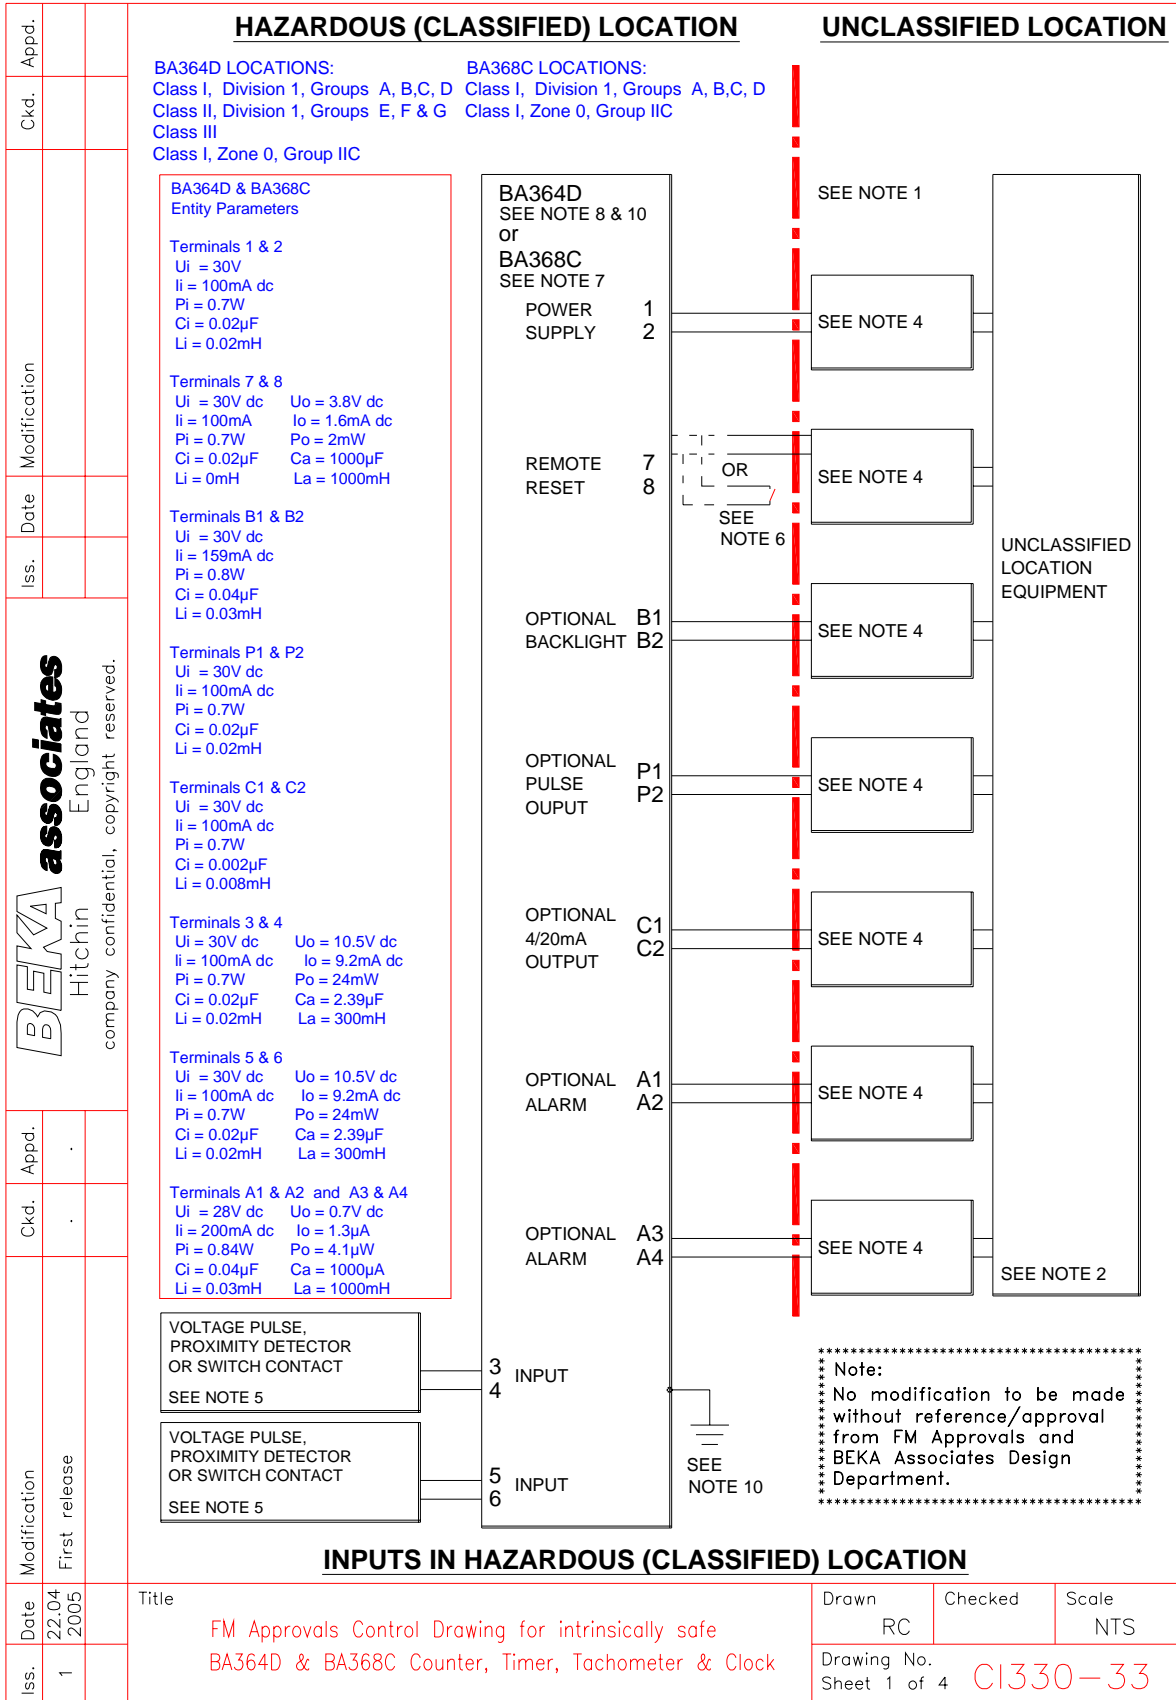 HAZARDOUS (CLASSIFIED) LOCATION
UNCLASSIFIED LOCATION
BA364D LOCATIONS:
Class I,  Division 1, Groups  A, B,C, D
Class II, Division 1, Groups  E, F & G
Class III
Class I, Zone 0, Group IIC
BA368C LOCATIONS:
Class I,  Division 1, Groups  A, B,C, D
Class I, Zone 0, Group IIC
BA364D & BA368C
Entity Parameters
Terminals 1 & 2
Ui  = 30V
Ii = 100mA dc
Pi = 0.7W
Ci = 0.02µF
Li = 0.02mH
Terminals 7 & 8
Ui  = 30V dc Uo = 3.8V dc
Ii = 100mA Io = 1.6mA dc
Pi = 0.7W Po = 2mW
Ci = 0.02µF Ca = 1000µF
Li = 0mH La = 1000mH
Terminals B1 & B2
Ui  = 30V dc
Ii = 159mA dc
Pi = 0.8W
Ci = 0.04µF
Li = 0.03mH
Terminals P1 & P2
Ui  = 30V dc
Ii = 100mA dc
Pi = 0.7W
Ci = 0.02µF
Li = 0.02mH
Terminals C1 & C2
Ui  = 30V dc
Ii = 100mA dc
Pi = 0.7W
Ci = 0.002µF
Li = 0.008mH
Terminals 3 & 4
Ui = 30V dc Uo = 10.5V dc
Ii = 100mA dc Io = 9.2mA dc
Pi = 0.7W Po = 24mW
Ci = 0.02µF Ca = 2.39µF
Li = 0.02mH La = 300mH
Terminals 5 & 6
Ui = 30V dc Uo = 10.5V dc
Ii = 100mA dc Io = 9.2mA dc
Pi = 0.7W Po = 24mW
Ci = 0.02µF Ca = 2.39µF
Li = 0.02mH La = 300mH
Terminals A1 & A2  and  A3 & A4
Ui = 28V dc Uo = 0.7V dc
Ii = 200mA dc Io = 1.3µA
Pi = 0.84W Po = 4.1µW
Ci = 0.04µF Ca = 1000µA
Li = 0.03mH La = 1000mH
BA364D
SEE NOTE 8 & 10
or
BA368C
SEE NOTE 7
POWER 1
SUPPLY 2
REMOTE 7
RESET 8
OR
SEE
NOTE 6
OPTIONAL B1
BACKLIGHT B2
OPTIONAL
PULSE P1
OUPUT P2
OPTIONAL C1
4/20mA C2
OUTPUT
OPTIONAL A1
ALARM A2
OPTIONAL A3
ALARM A4
SEE NOTE 1
SEE NOTE 4
SEE NOTE 4
SEE NOTE 4
SEE NOTE 4
SEE NOTE 4
SEE NOTE 4
SEE NOTE 4
UNCLASSIFIED
LOCATION
EQUIPMENT
SEE NOTE 2
VOLTAGE PULSE,
PROXIMITY DETECTOR
OR SWITCH CONTACT
SEE NOTE 5
3
4
INPUT
VOLTAGE PULSE,
PROXIMITY DETECTOR
OR SWITCH CONTACT
SEE NOTE 5
5
6
INPUT
SEE
NOTE 10
Note:
No modification to be made
without reference/approval
from FM Approvals and
BEKA Associates Design
Department.
INPUTS IN HAZARDOUS (CLASSIFIED) LOCATION
Title
FM Approvals Control Drawing for intrinsically safe
BA364D & BA368C Counter, Timer, Tachometer & Clock
Drawn
RC
Checked
Scale
NTS
Drawing No.
Sheet 1 of 4
CI330-33
Iss. Date Modification Ckd. Appd.
1 22.04 2005 First release . .
BEKA associates
Hitchin England
company confidential, copyright reserved.
Iss. Date Modification Ckd. Appd.